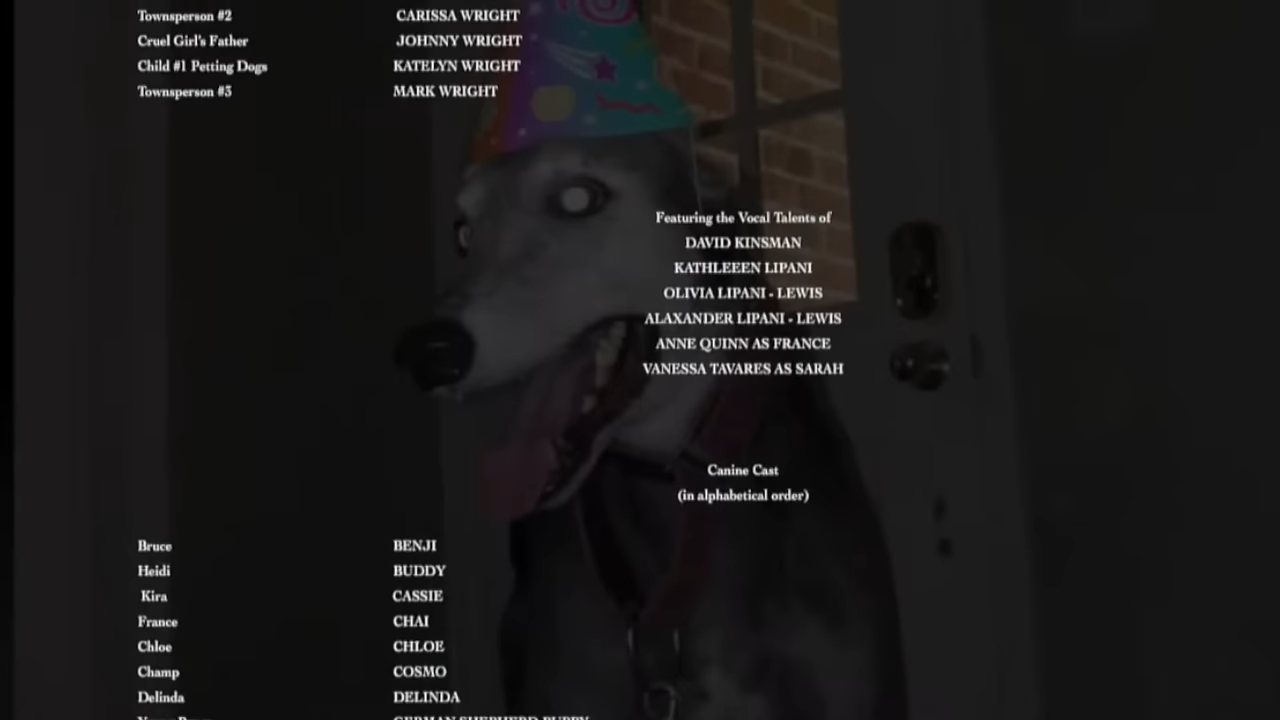 Townsperson #2 CARISSA WRIGHT
Cruel Girl's Father JOHNNY WRIGHT
Child #1 Petting Dogs KATELYN WRIGHT
Townsperson #3 MARK WRIGHT
Featuring the Vocal Talents of
DAVID KINSMAN
KATHLEEEN LIPANI
OLIVIA LIPANI - LEWIS
ALAXANDER LIPANI - LEWIS
ANNE QUINN AS FRANCE
VANESSA TAVARES AS SARAH
Canine Cast
(in alphabetical order)
Bruce BENJI
Heidi BUDDY
Kira CASSIE
France CHAI
Chloe CHLOE
Champ COSMO
Delinda DELINDA
GERMAN SHEPHERD PUPPY